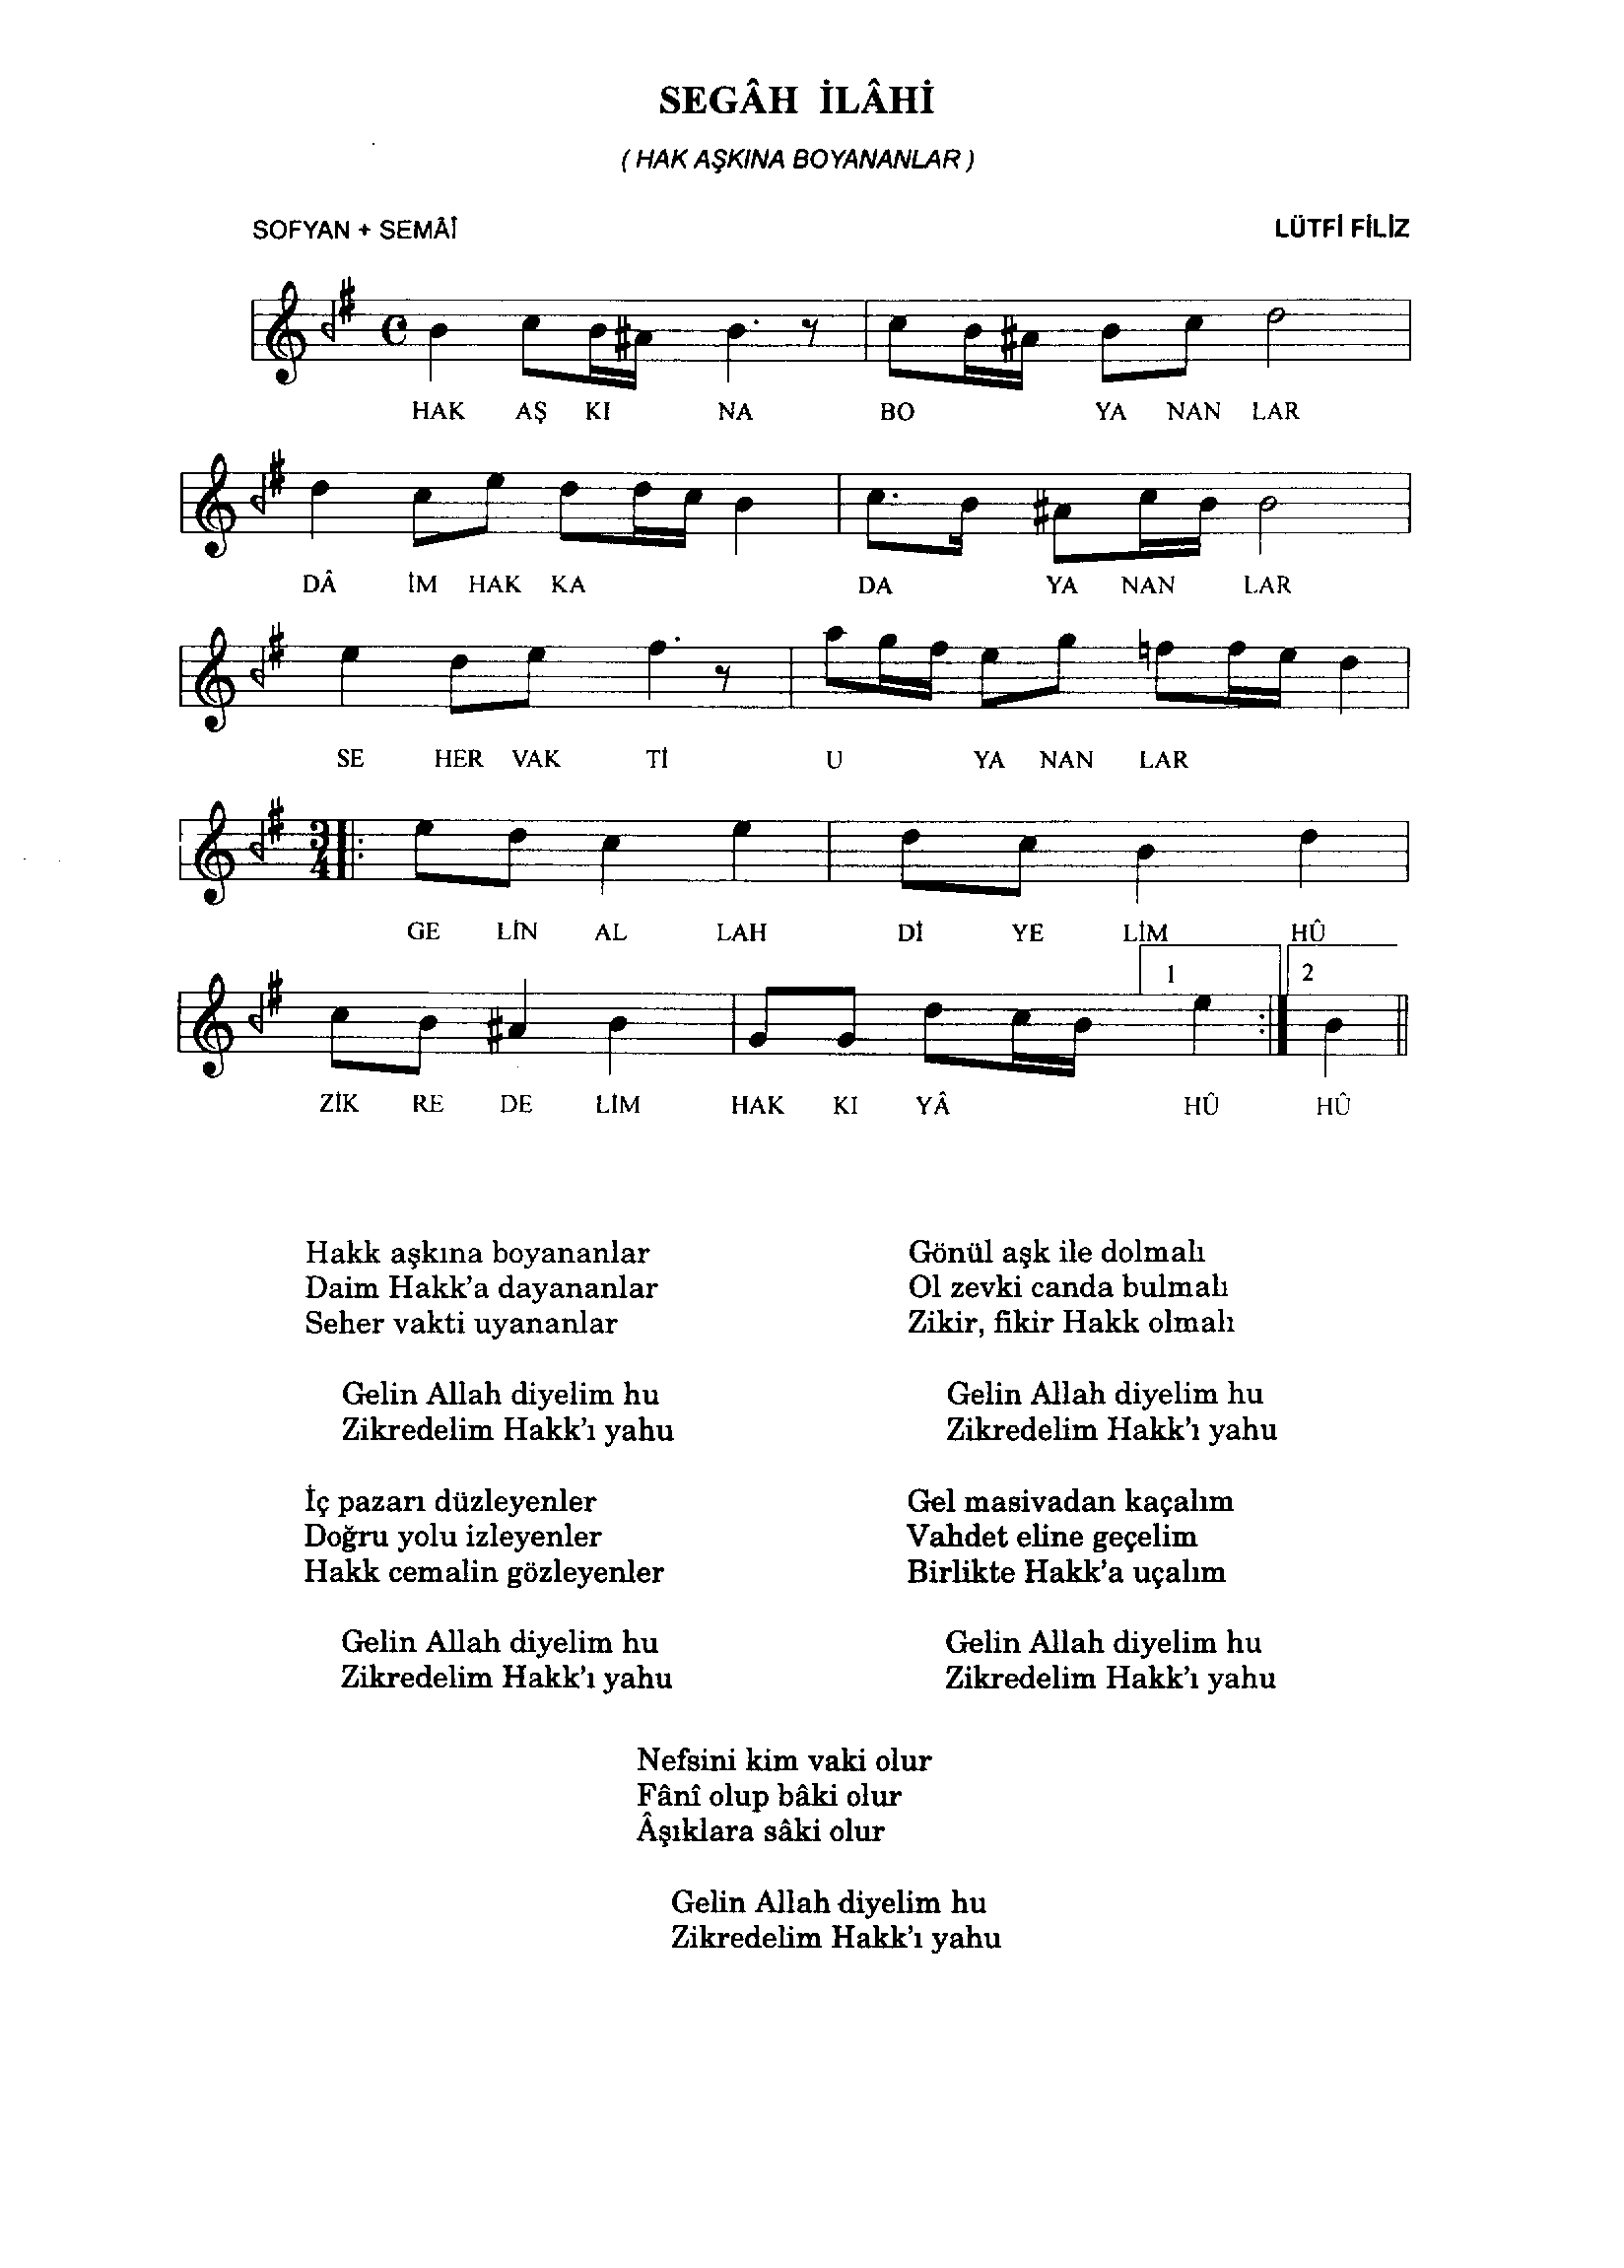 SEGÂH İLÂHİ
( HAK AŞKINA BOYANANLAR )
SOFYAN + SEMÂÎ
LÜTFİ FİLİZ
HAK AŞ KI NA BO YA NAN LAR
DÂ İM HAK KA DA YA NAN LAR
SE HER VAK Tİ U YA NAN LAR
3
4
GE LİN AL LAH Dİ YE LİM HÛ
1 2
ZİK RE DE LİM HAK KI YÂ HÛ HÛ
Hakk aşkına boyananlar
Daim Hakk'a dayananlar
Seher vakti uyananlar
Gelin Allah diyelim hu
Zikredelim Hakk'ı yahu
İç pazarı düzleyenler
Doğru yolu izleyenler
Hakk cemalin gözleyenler
Gelin Allah diyelim hu
Zikredelim Hakk'ı yahu
Gönül aşk ile dolmalı
Ol zevki canda bulmalı
Zikir, fikir Hakk olmalı
Gelin Allah diyelim hu
Zikredelim Hakk'ı yahu
Gel masivadan kaçalım
Vahdet eline geçelim
Birlikte Hakk'a uçalım
Gelin Allah diyelim hu
Zikredelim Hakk'ı yahu
Nefsini kim vaki olur
Fânî olup bâki olur
Âşıklara sâki olur
Gelin Allah diyelim hu
Zikredelim Hakk'ı yahu